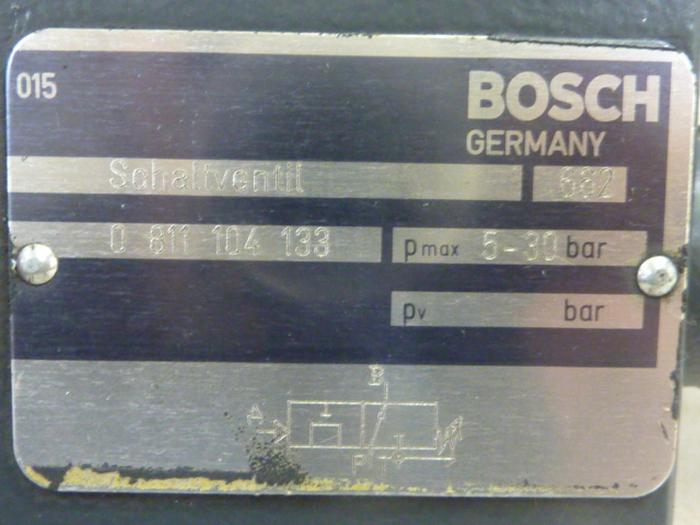 015
BOSCH
GERMANY
Schaltventil 682
0 811 104 133 pmax 5-30 bar
pv bar
B
A
P